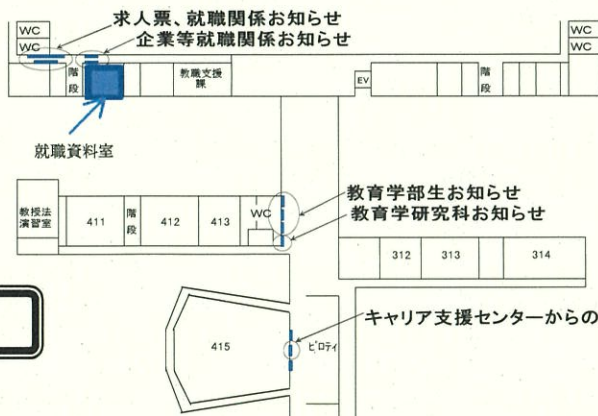 求人票、就職関係お知らせ
企業等就職関係お知らせ
WC
WC
WC
WC
階段
教職支援課
EV
階段
就職資料室
教授法演習室
411
階段
412
413
WC
教育学部生お知らせ
教育学研究科お知らせ
312
313
314
415
ピロティ
キャリア支援センターからの